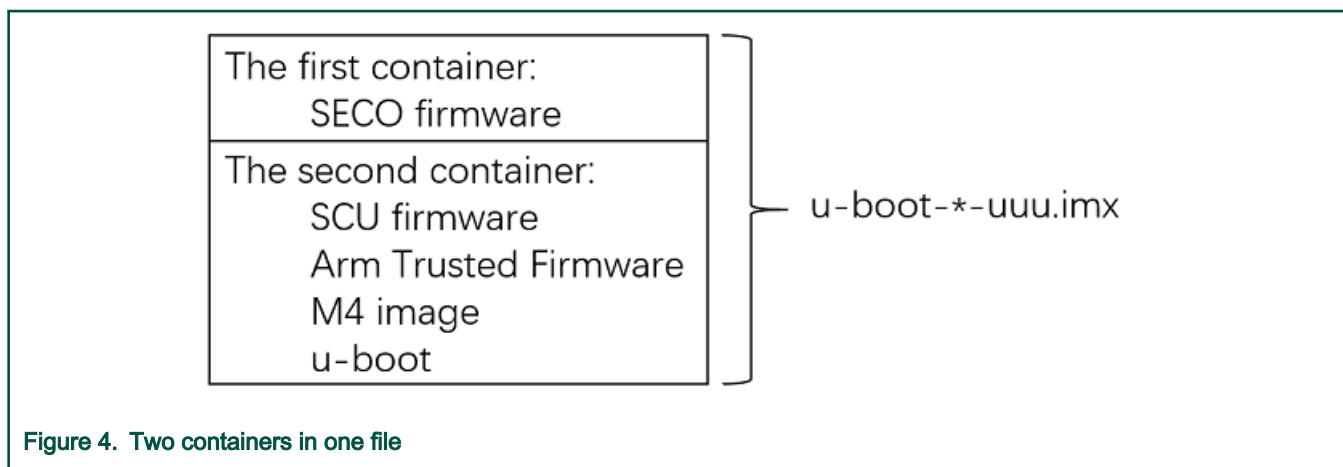 The first container:
SECO firmware
The second container:
SCU firmware
Arm Trusted Firmware
M4 image
u-boot
u-boot-*-uuu.imx
Figure 4. Two containers in one file